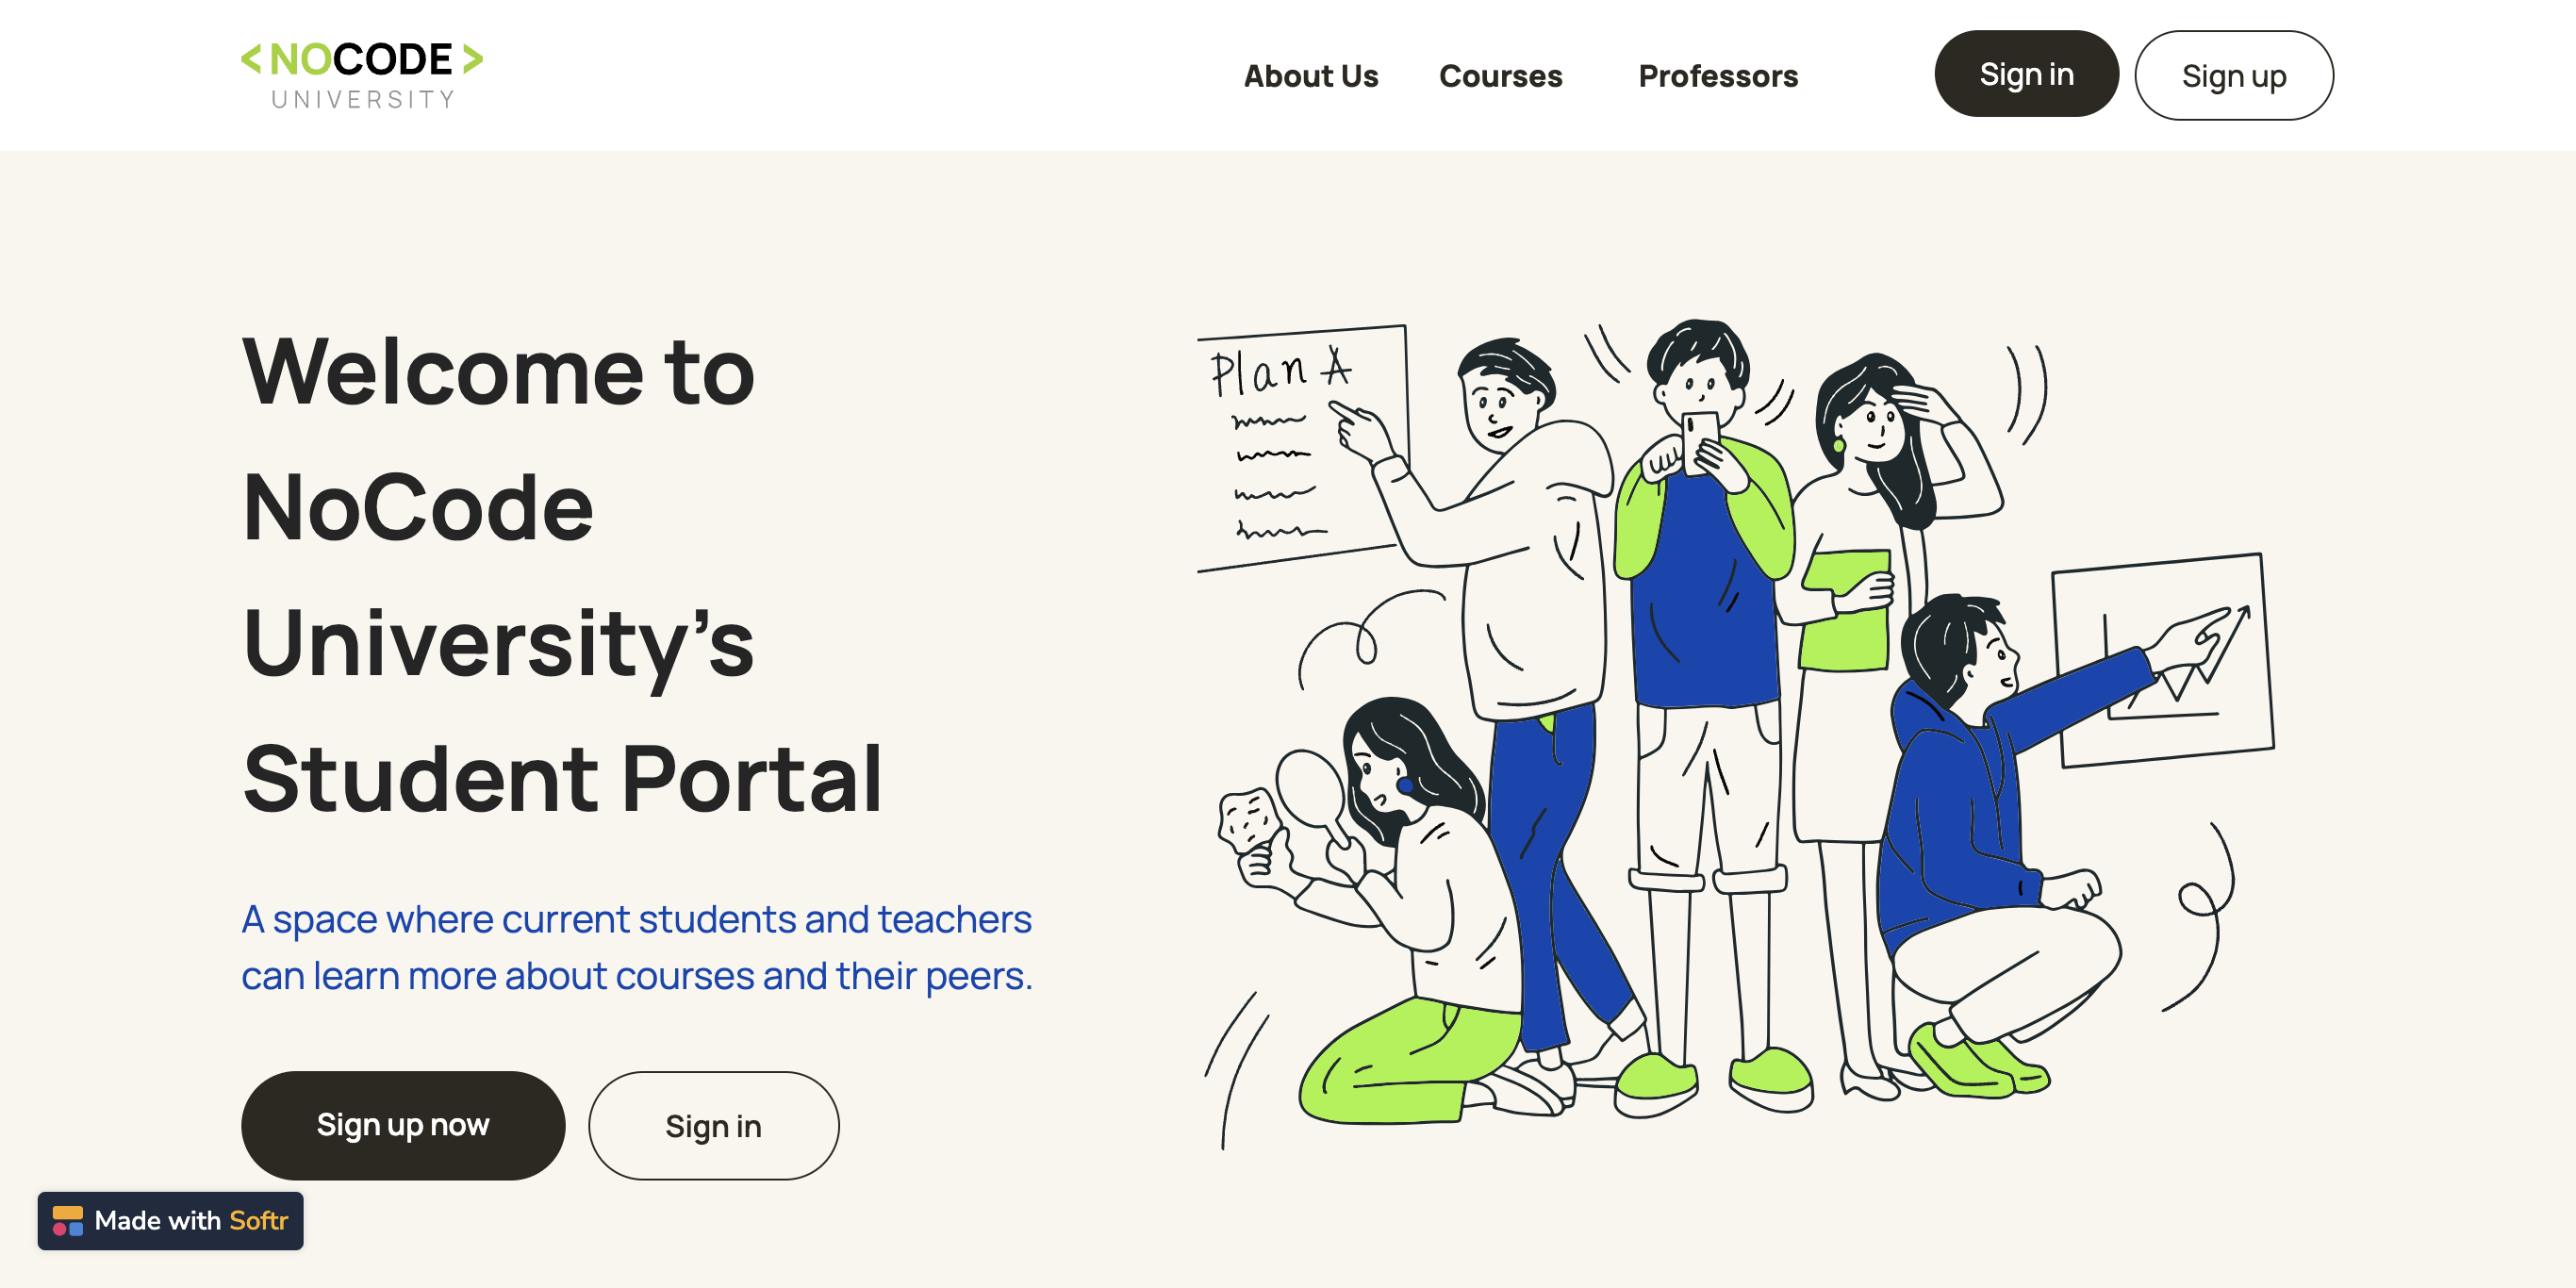 <NOCODE>
UNIVERSITY
About Us
Courses
Professors
Sign in
Sign up
Welcome to
NoCode
University’s
Student Portal
A space where current students and teachers
can learn more about courses and their peers.
Sign up now
Sign in
Plan A
Made with Softr